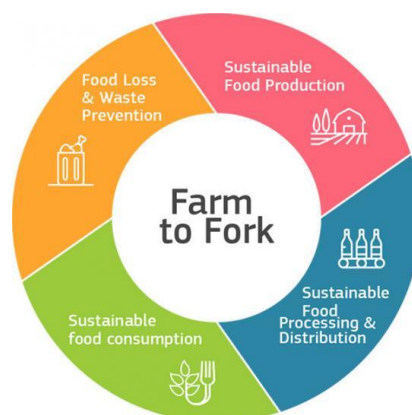 Food Loss
& Waste
Prevention
Sustainable
Food Production
Farm
to Fork
Sustainable
Food
Processing &
Distribution
Sustainable
food consumption